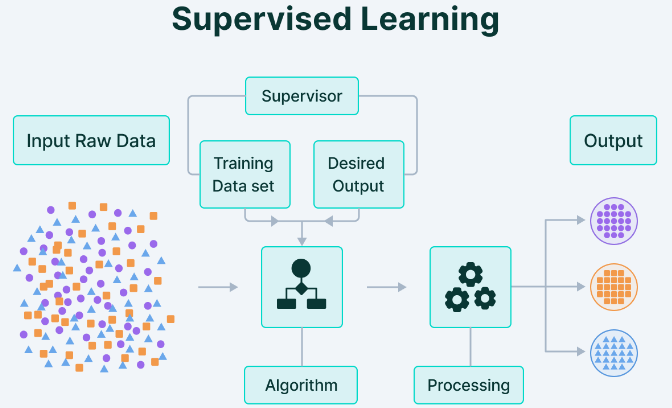 Supervised Learning
Supervisor
Input Raw Data
Training
Data set
Desired
Output
Output
Algorithm
Processing